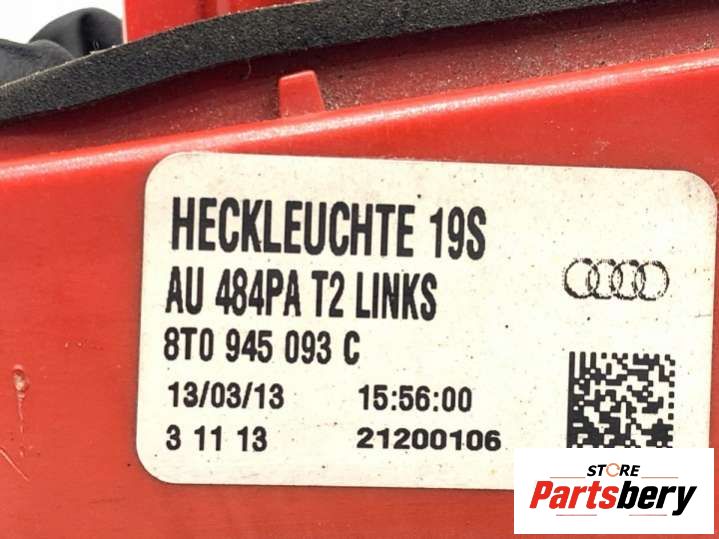 HECKLEUCHTE 19S
AU 484PA T2 LINKS
8T0 945 093 C
13/03/13 15:56:00
3 11 13 21200106
STORE
Partsbery